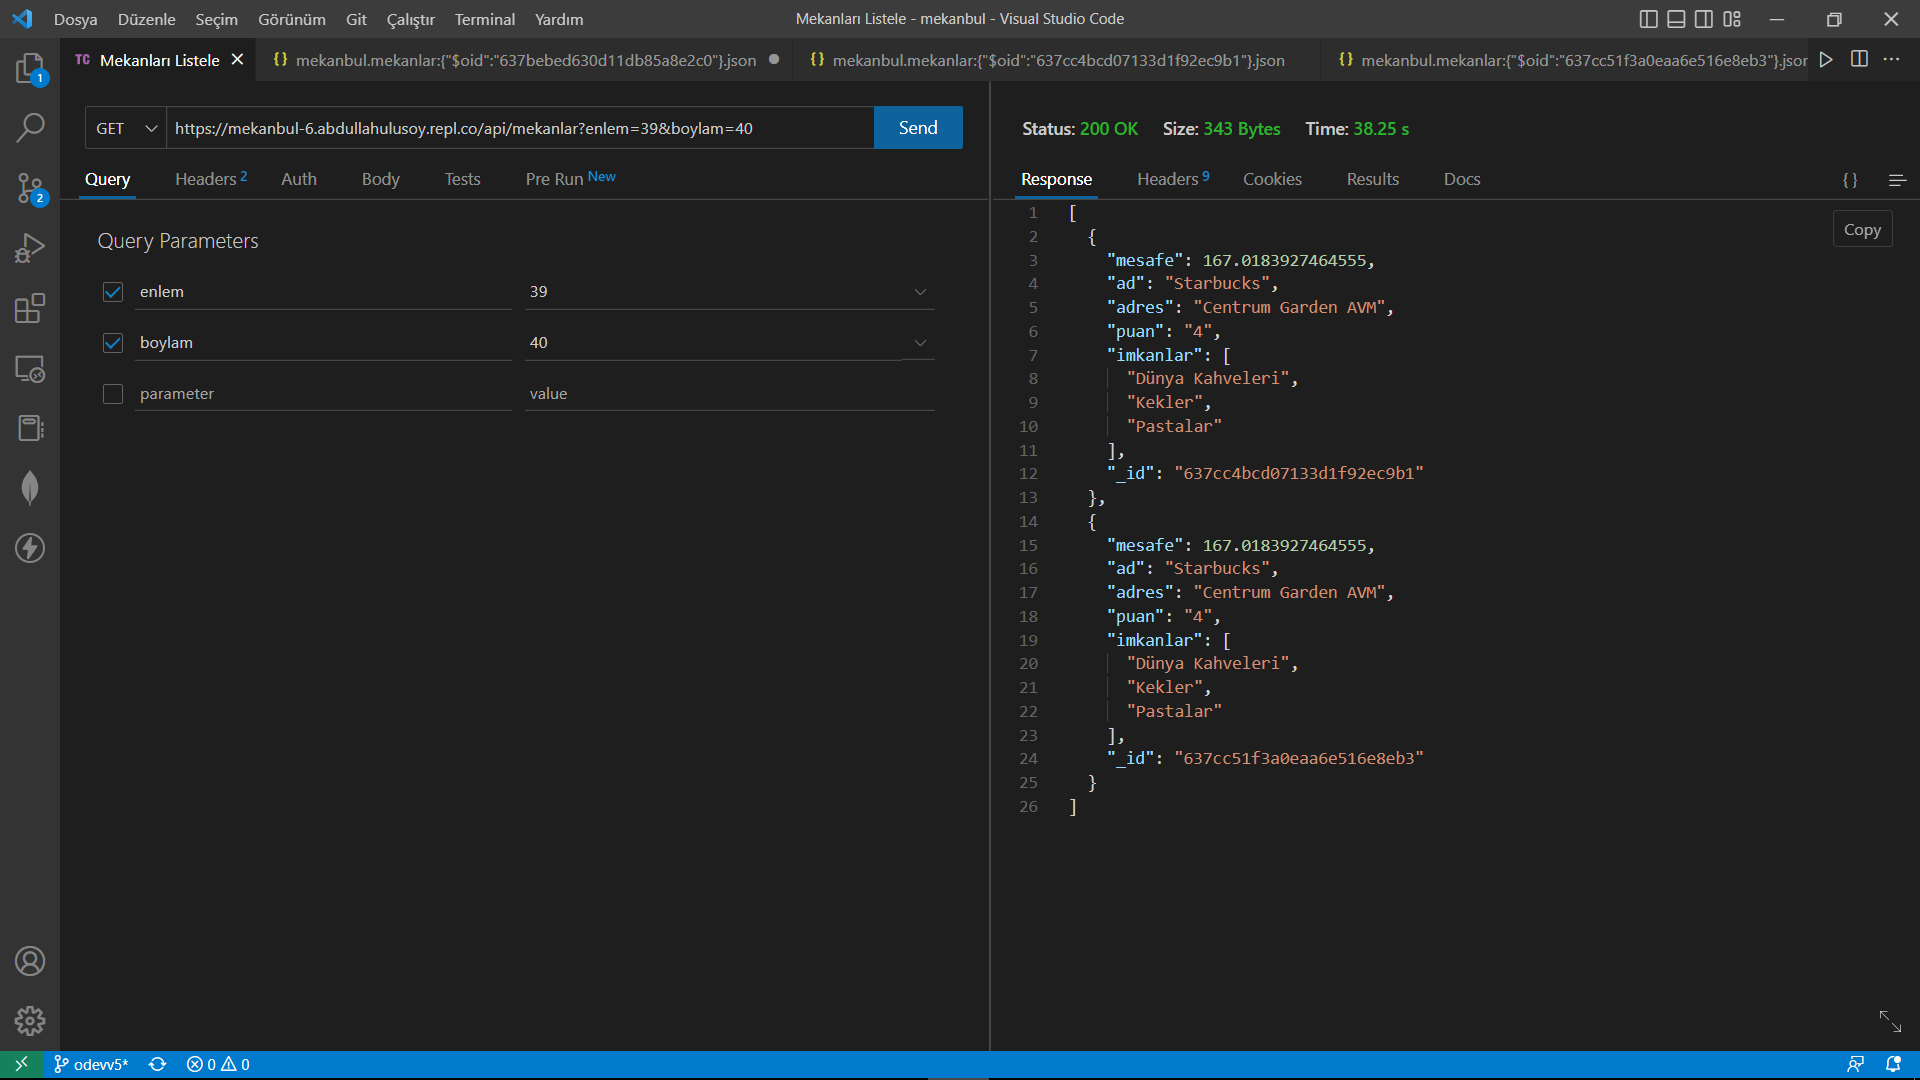 Dosya Düzenle Seçim Görünüm Git Çalıştır Terminal Yardım
Mekanları Listele - mekanbul - Visual Studio Code
TC Mekanları Listele
{} mekanbul.mekanlar:{"$oid":"637bebed630d11db85a8e2c0"}.json
{} mekanbul.mekanlar:{"$oid":"637cc4bcd07133d1f92ec9b1"}.json
{} mekanbul.mekanlar:{"$oid":"637cc51f3a0eaa6e516e8eb3"}.json
1
2
GET
https://mekanbul-6.abdullahulusoy.repl.co/api/mekanlar?enlem=39&boylam=40
Send
Query Headers 2 Auth Body Tests Pre Run New
Query Parameters
enlem 39
boylam 40
parameter value
Status: 200 OK Size: 343 Bytes Time: 38.25 s
Response Headers 9 Cookies Results Docs
{}
Copy
1 [
2 {
3 "mesafe": 167.0183927464555,
4 "ad": "Starbucks",
5 "adres": "Centrum Garden AVM",
6 "puan": "4",
7 "imkanlar": [
8 "Dünya Kahveleri",
9 "Kekler",
10 "Pastalar"
11 ],
12 "_id": "637cc4bcd07133d1f92ec9b1"
13 },
14 {
15 "mesafe": 167.0183927464555,
16 "ad": "Starbucks",
17 "adres": "Centrum Garden AVM",
18 "puan": "4",
19 "imkanlar": [
20 "Dünya Kahveleri",
21 "Kekler",
22 "Pastalar"
23 ],
24 "_id": "637cc51f3a0eaa6e516e8eb3"
25 }
26 ]
odevv5* 0 0